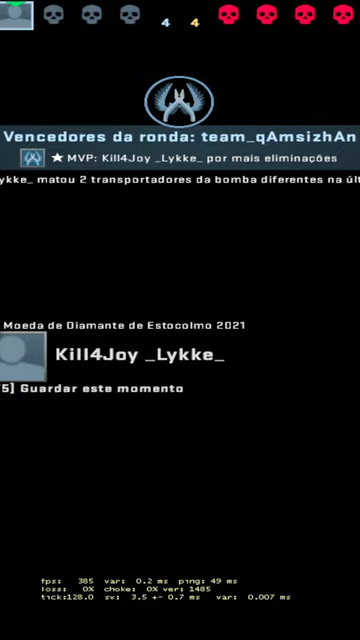 4 4
Vencedores da ronda: team_qAmsizhAn
★ MVP: Kill4Joy _Lykke_ por mais eliminações
ykke_ matou 2 transportadores da bomba diferentes na úl
Moeda de Diamante de Estocolmo 2021
Kill4Joy _Lykke_
5] Guardar este momento
fps: 385 var: 0.2 ms ping: 49 ms
loss: 0% choke: 0% ver: 1485
tick:128.0 sv: 3.5 +- 0.7 ms var: 0.007 ms